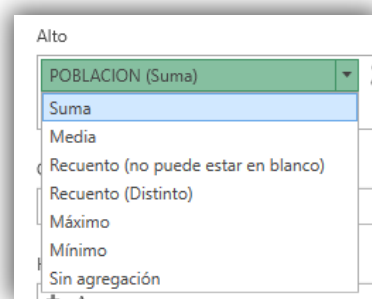 Alto
POBLACION (Suma)
Suma
Media
Recuento (no puede estar en blanco)
Recuento (Distinto)
Máximo
Mínimo
Sin agregación